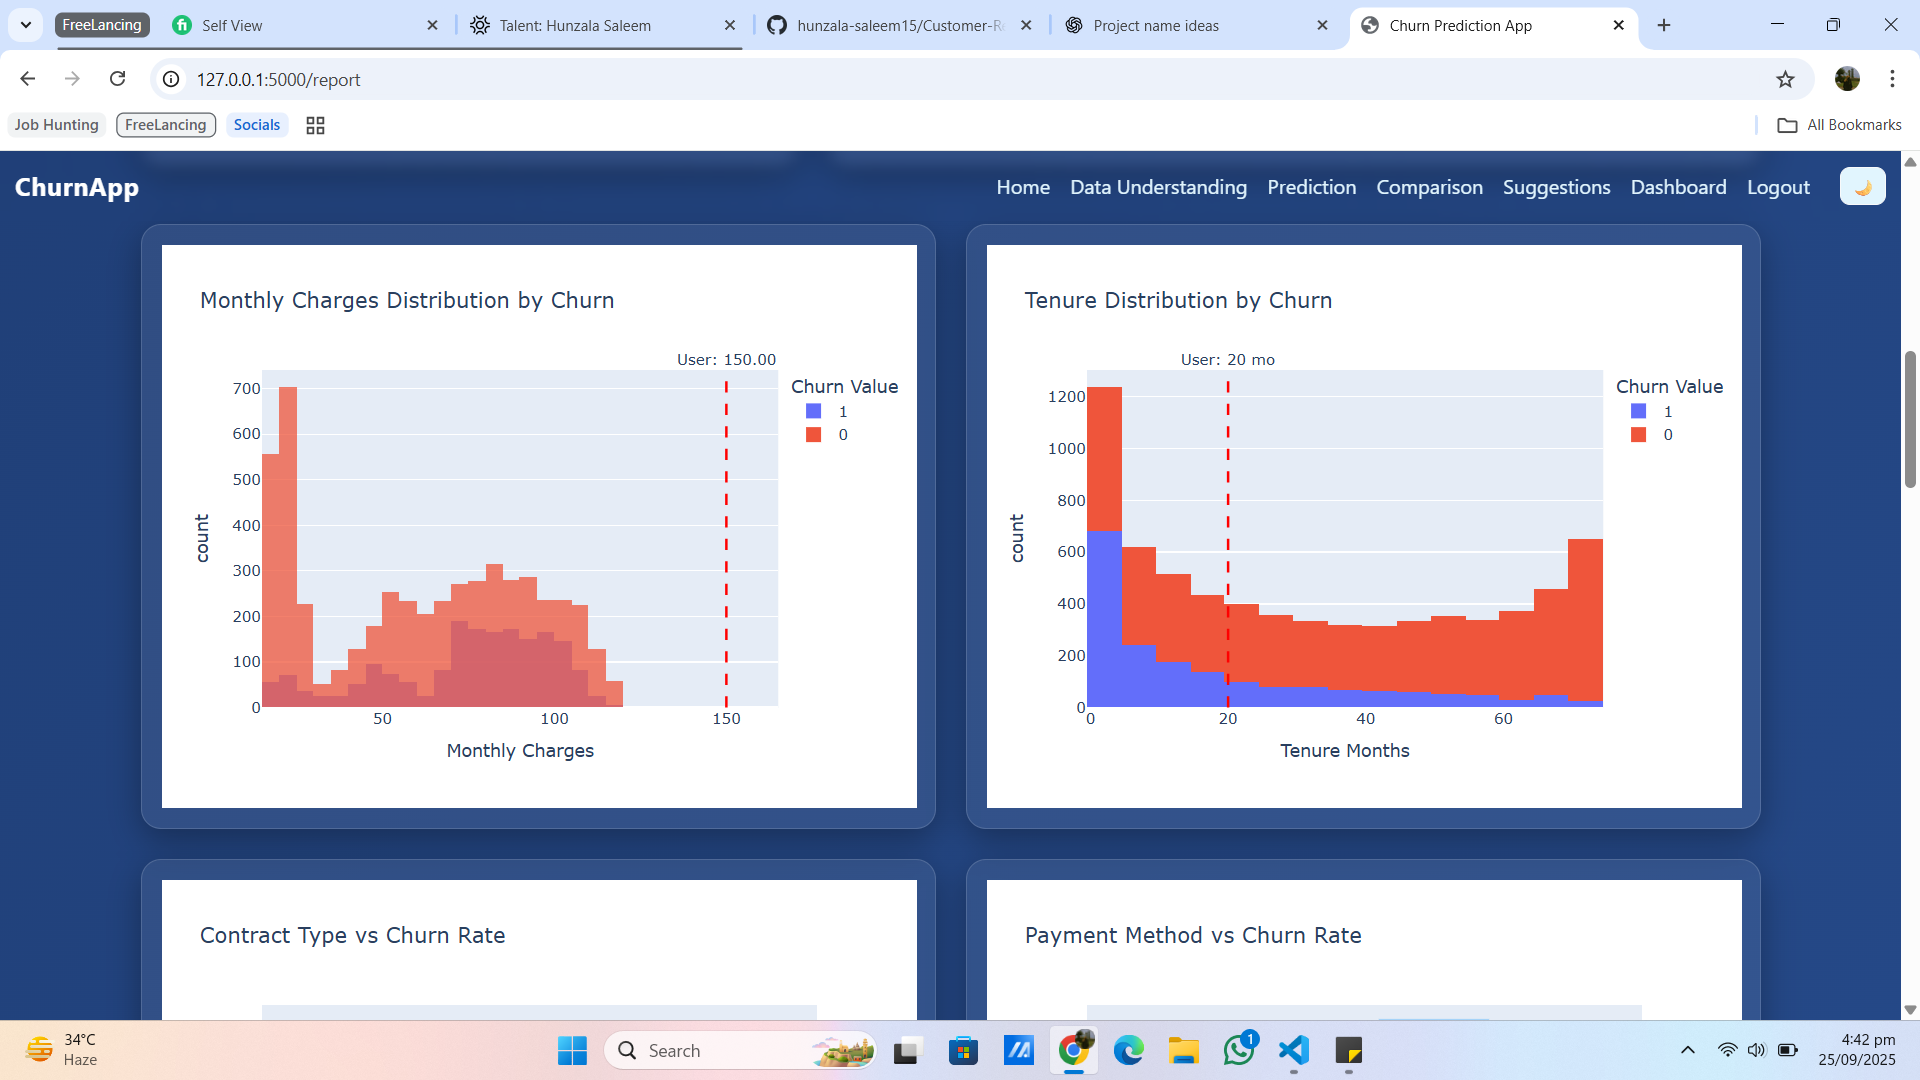 FreeLancing
Self View
Talent: Hunzala Saleem
hunzala-saleem15/Customer-Re
Project name ideas
Churn Prediction App
127.0.0.1:5000/report
Job Hunting
FreeLancing
Socials
All Bookmarks
ChurnApp
Home
Data Understanding
Prediction
Comparison
Suggestions
Dashboard
Logout
Monthly Charges Distribution by Churn
User: 150.00
Churn Value
1
0
700
600
500
400
300
200
100
0
count
50
100
150
Monthly Charges
Tenure Distribution by Churn
User: 20 mo
Churn Value
1
0
1200
1000
800
600
400
200
0
count
0
20
40
60
Tenure Months
Contract Type vs Churn Rate
Payment Method vs Churn Rate
34°C
Haze
Search
1
4:42 pm
25/09/2025